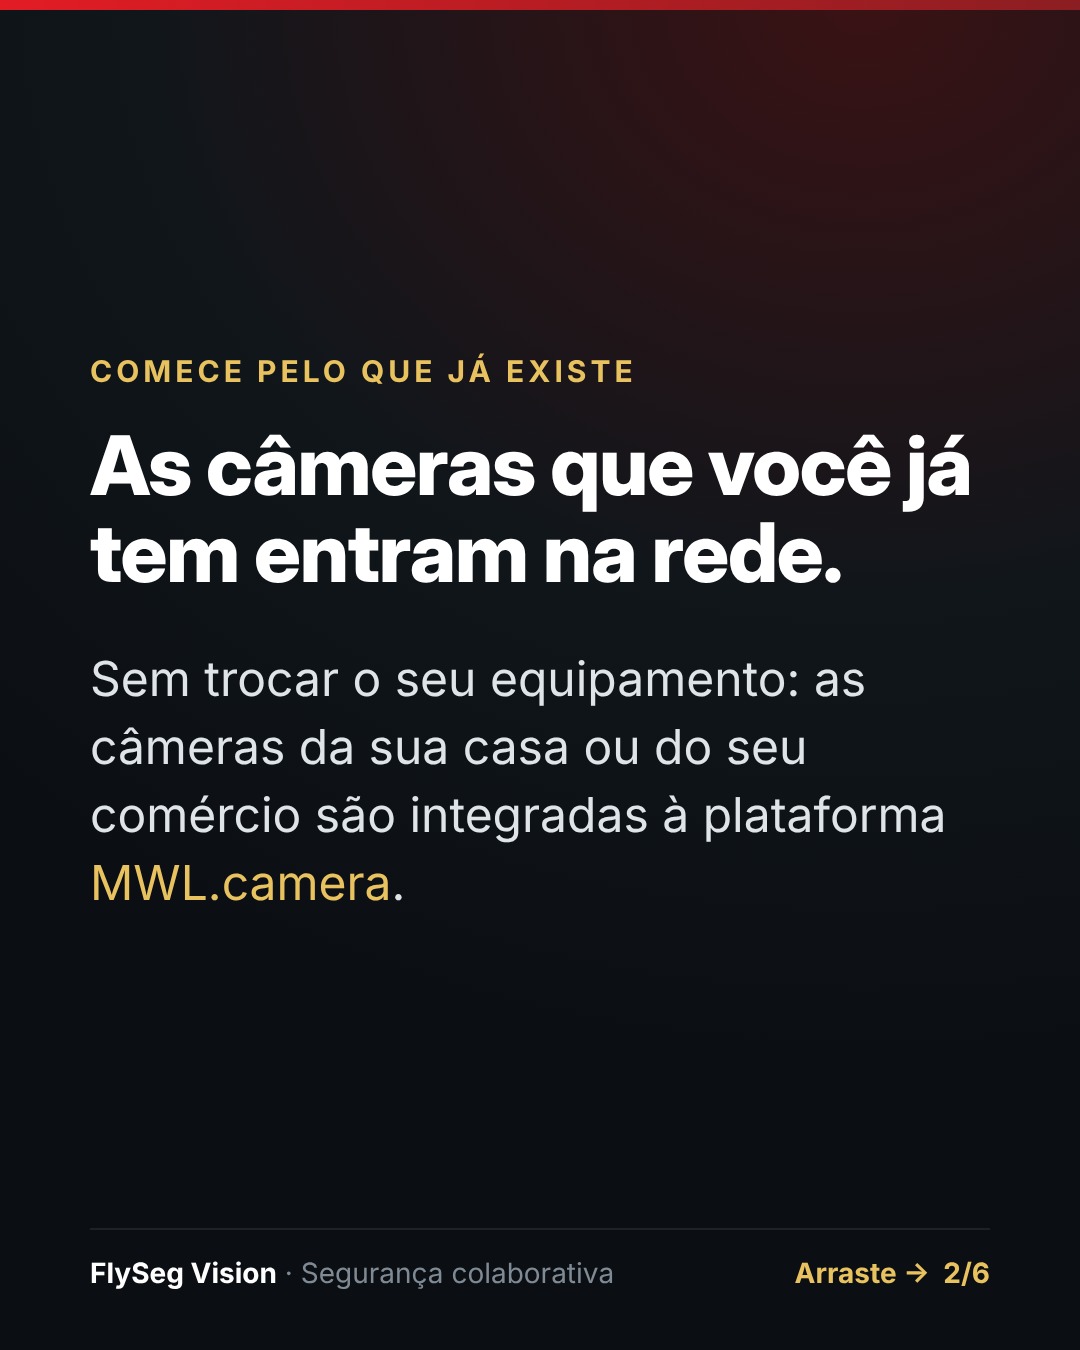 COMECE PELO QUE JÁ EXISTE
As câmeras que você já
tem entram na rede.
Sem trocar o seu equipamento: as
câmeras da sua casa ou do seu
comércio são integradas à plataforma
MWL.camera.
FlySeg Vision · Segurança colaborativa
Arraste → 2/6